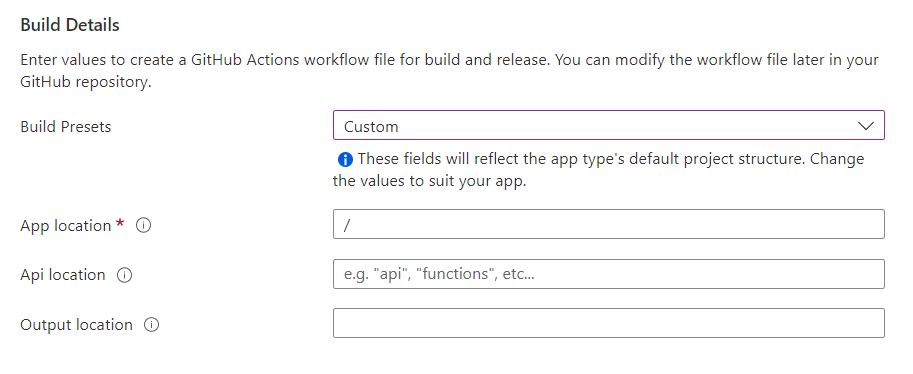 Build Details
Enter values to create a GitHub Actions workflow file for build and release. You can modify the workflow file later in your
GitHub repository.
Build Presets
Custom
These fields will reflect the app type's default project structure. Change
the values to suit your app.
App location *
/
Api location
e.g. "api", "functions", etc...
Output location